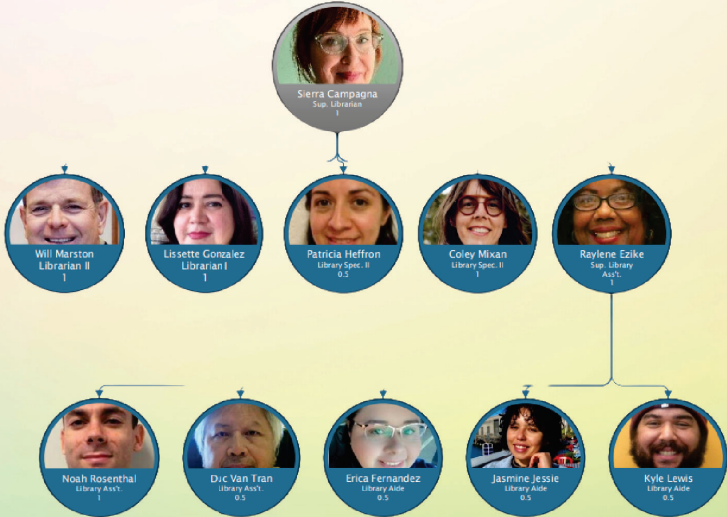 Sierra Campagna
Sup. Librarian
1
Will Marston
Librarian II
1
Lissette Gonzalez
Librarian I
1
Patricia Heffron
Library Spec. II
0.5
Coley Mixan
Library Spec. II
1
Raylene Ezike
Sup. Library
Ass't.
1
Noah Rosenthal
Library Ass't.
1
Duc Van Tran
Library Ass't.
0.5
Erica Fernandez
Library Aide
0.5
Jasmine Jessie
Library Aide
0.5
Kyle Lewis
Library Aide
0.5